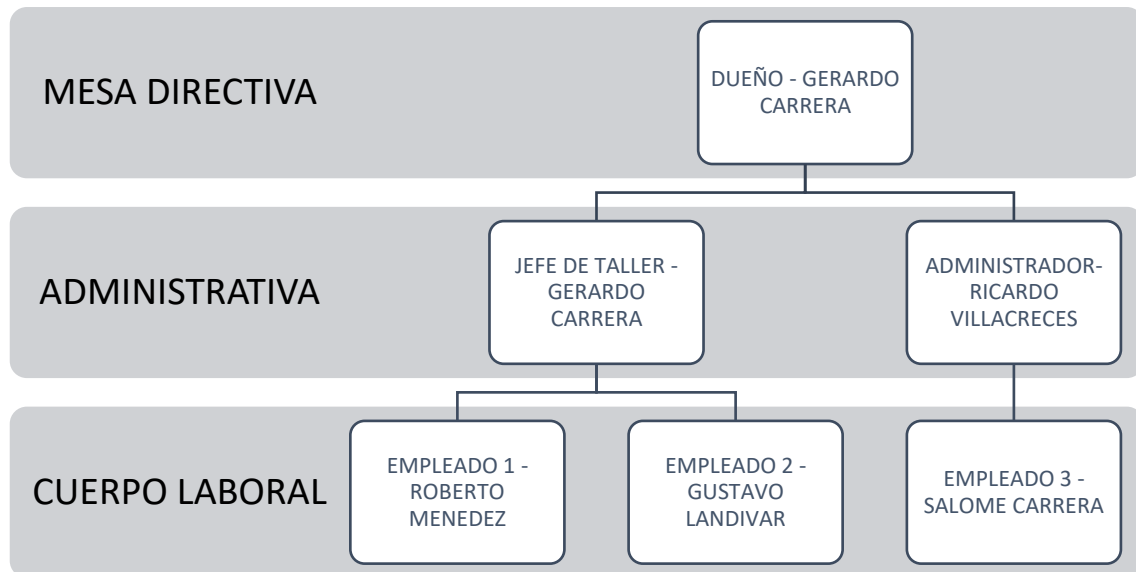 MESA DIRECTIVA
DUEÑO - GERARDO
CARRERA
ADMINISTRATIVA
JEFE DE TALLER -
GERARDO
CARRERA
ADMINISTRADOR-
RICARDO
VILLACRECES
CUERPO LABORAL
EMPLEADO 1 -
ROBERTO
MENEDEZ
EMPLEADO 2 -
GUSTAVO
LANDIVAR
EMPLEADO 3 -
SALOME CARRERA